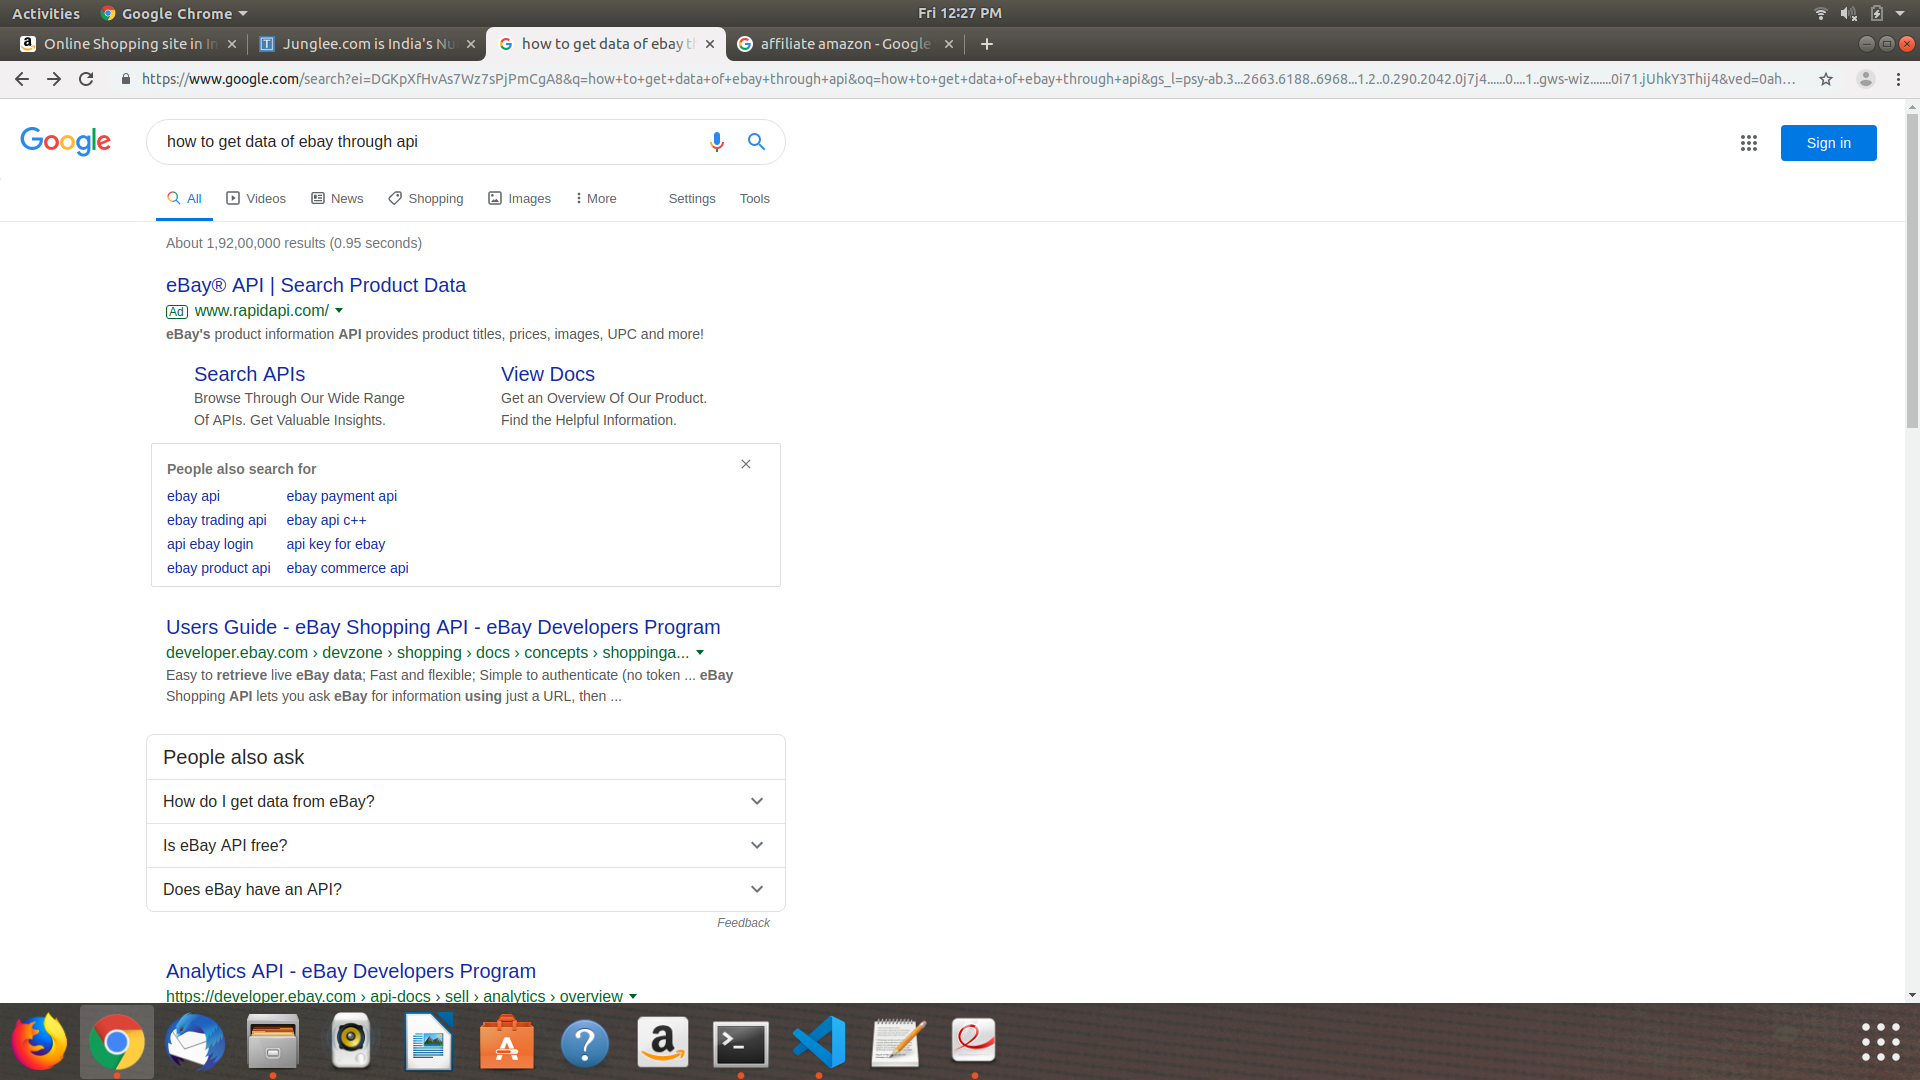 Activities Google Chrome Fri 12:27 PM
Online Shopping site in In Junglee.com is India's Nu how to get data of ebay th affiliate amazon - Google
https://www.google.com/search?ei=DGKpXfHvAs7Wz7sPjPmCgA8&q=how+to+get+data+of+ebay+through+api&oq=how+to+get+data+of+ebay+through+api&gs_l=psy-ab.3...2663.6188..6968...1.2..0.290.2042.0j7j4......0....1..gws-wiz.......0i71.jUhkY3Thij4&ved=0ah...
Google how to get data of ebay through api Sign in
All Videos News Shopping Images More Settings Tools
About 1,92,00,000 results (0.95 seconds)
eBay® API | Search Product Data
Ad www.rapidapi.com/
eBay's product information API provides product titles, prices, images, UPC and more!
Search APIs View Docs
Browse Through Our Wide Range Get an Overview Of Our Product.
Of APIs. Get Valuable Insights. Find the Helpful Information.
People also search for
ebay api ebay payment api
ebay trading api ebay api c++
api ebay login api key for ebay
ebay product api ebay commerce api
Users Guide - eBay Shopping API - eBay Developers Program
developer.ebay.com › devzone › shopping › docs › concepts › shoppinga...
Easy to retrieve live eBay data; Fast and flexible; Simple to authenticate (no token ... eBay
Shopping API lets you ask eBay for information using just a URL, then ...
People also ask
How do I get data from eBay?
Is eBay API free?
Does eBay have an API?
Feedback
Analytics API - eBay Developers Program
https://developer.ebay.com › api-docs › sell › analytics › overview